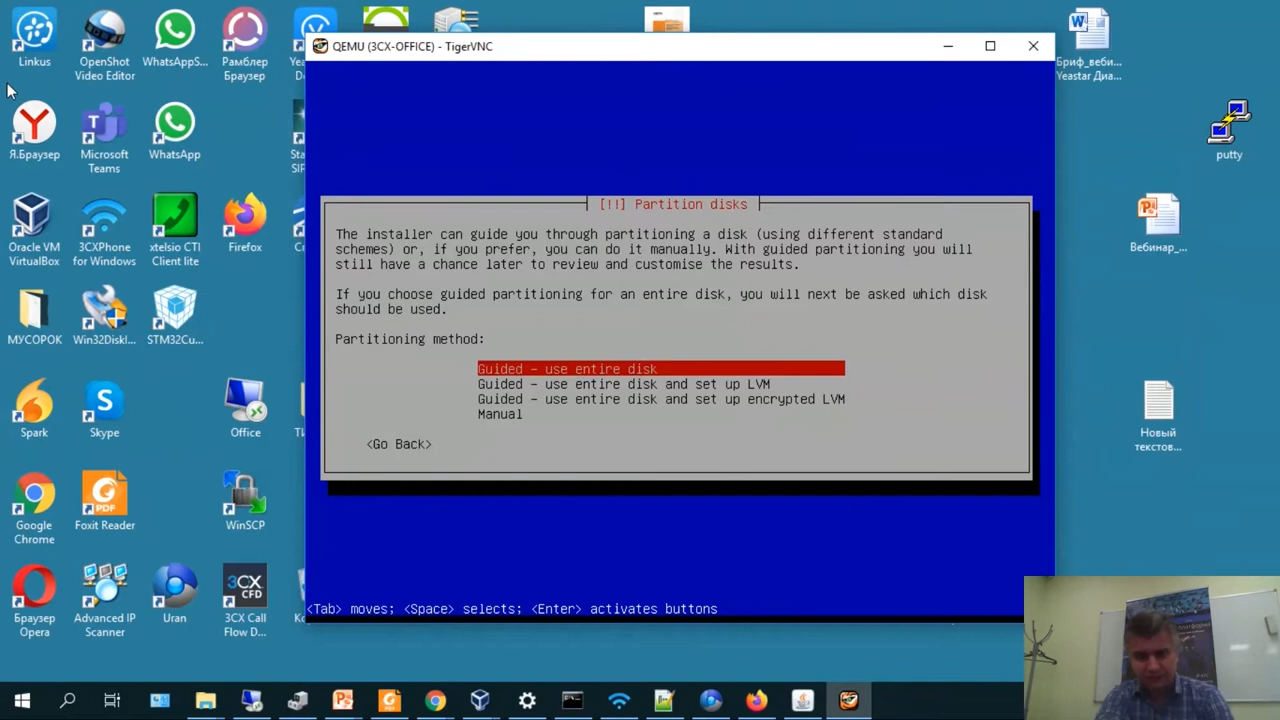 QEMU (3CX-OFFICE) - TigerVNC
Linkus
OpenShot
Video Editor
WhatsAppS...
Рамблер
Браузер
Бриф_веби...
Yeastar Диа...
Я.Браузер
Microsoft
Teams
WhatsApp
putty
Oracle VM
VirtualBox
3CXPhone
for Windows
xtelsio CTI
Client lite
Firefox
Вебинар_...
МУСОРОК
Win32DiskI...
STM32Cu...
Spark
Skype
Office
Новый
текстов...
Google
Chrome
Foxit Reader
PDF
WinSCP
Браузер
Opera
Advanced IP
Scanner
Uran
3CX
CFD
3CX Call
Flow D...
[!!] Partition disks
The installer can guide you through partitioning a disk (using different standard
schemes) or, if you prefer, you can do it manually. With guided partitioning you will
still have a chance later to review and customise the results.
If you choose guided partitioning for an entire disk, you will next be asked which disk
should be used.
Partitioning method:
Guided - use entire disk
Guided - use entire disk and set up LVM
Guided - use entire disk and set up encrypted LVM
Manual
<Go Back>
<Tab> moves; <Space> selects; <Enter> activates buttons